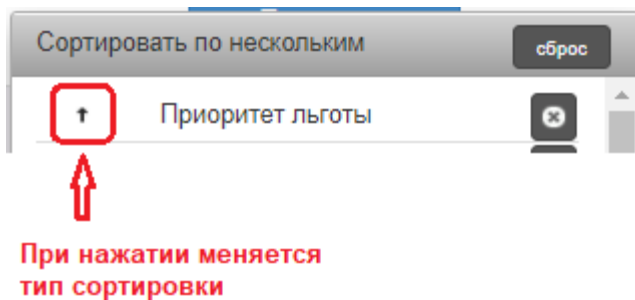 Сортировать по нескольким сброс
Приоритет льготы
При нажатии меняется
тип сортировки